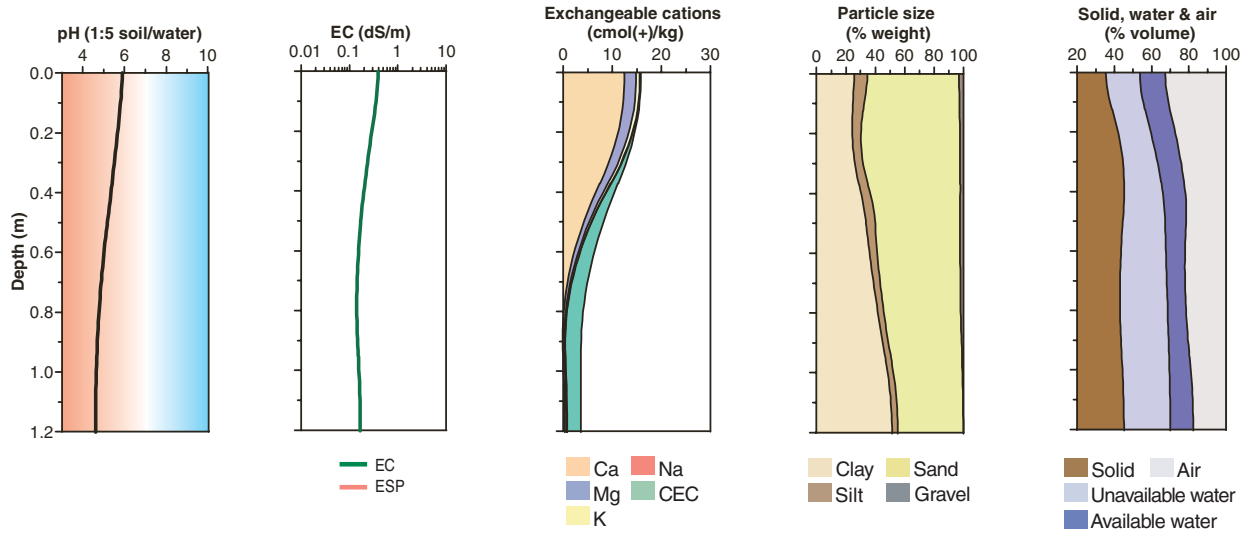 pH (1:5 soil/water)
4 6 8 10
Depth (m)
0.0
0.2
0.4
0.6
0.8
1.0
1.2
EC (dS/m)
0.01 0.1 1 10
EC
ESP
Exchangeable cations
(cmol(+)/kg)
0 10 20 30
Ca Na
Mg CEC
K
Particle size
(% weight)
0 20 40 60 80 100
Clay Sand
Silt Gravel
Solid, water & air
(% volume)
20 40 60 80 100
Solid Air
Unavailable water
Available water